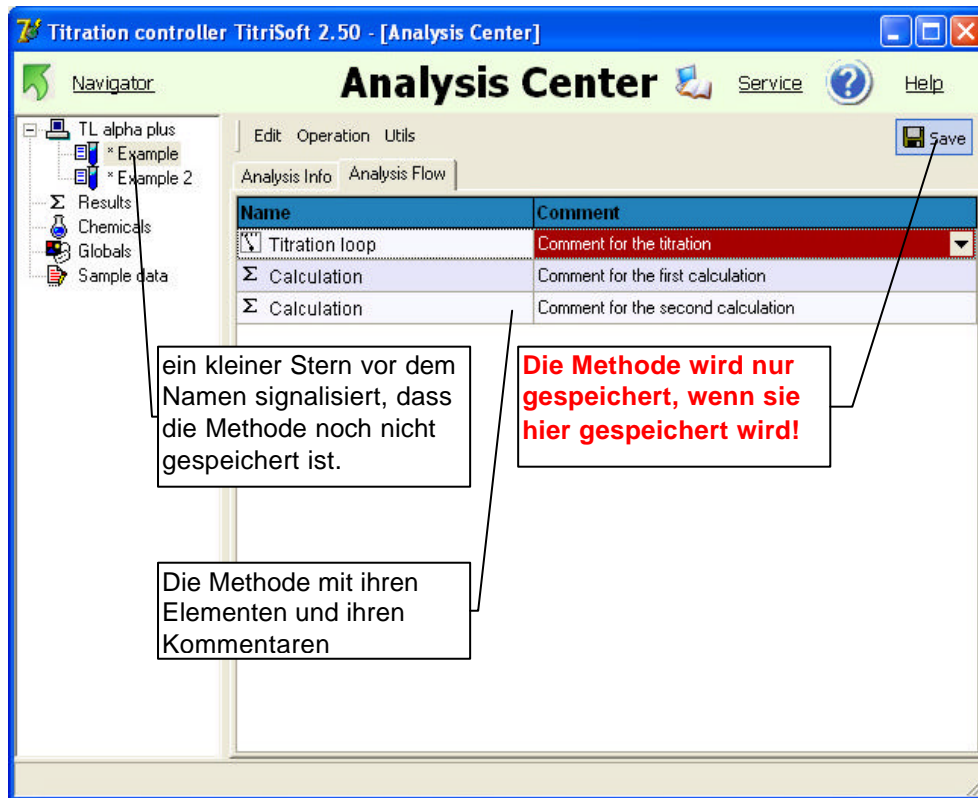 Titration controller TitriSoft 2.50 - [Analysis Center]
Navigator
Analysis Center
Service
?
Help
TL alpha plus
* Example
* Example 2
Σ Results
Chemicals
Globals
Sample data
Edit Operation Utils
Save
Analysis Info Analysis Flow
Name Comment
Titration loop Comment for the titration
Σ Calculation Comment for the first calculation
Σ Calculation Comment for the second calculation
ein kleiner Stern vor dem
Namen signalisiert, dass
die Methode noch nicht
gespeichert ist.
Die Methode wird nur
gespeichert, wenn sie
hier gespeichert wird!
Die Methode mit ihren
Elementen und ihren
Kommentaren